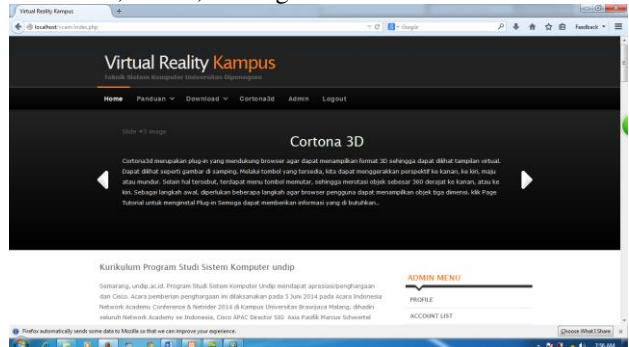 Virtual Reality Kampus
localhost/vcam/index.php
Google
Feedback
Virtual Reality Kampus
Teknik Sistem Komputer Universitas Diponegoro
Home Panduan Download Cortona3d Admin Logout
Slide #3 image
Cortona 3D
Cortona3d merupakan plug-in yang mendukung browser agar dapat menampilkan format 3D sehingga dapat dilihat tampilan virtual.
Dapat dilihat seperti gambar di samping. Melalui tombol yang tersedia, kita dapat menggerakkan perspektif ke kanan, ke kiri, maju
atau mundur. Selain hal tersebut, terdapat menu tombol memutar, sehingga merotasi objek sebesar 360 derajat ke kanan, atau ke
kiri. Sebagai langkah awal, diperlukan beberapa langkah agar browser pengguna dapat menampilkan objek tiga dimensi. klik Page
Tutorial untuk menginstal Plug-in Semoga dapat memberikan informasi yang di butuhkan..
Kurikulum Program Studi Sistem Komputer undip
Semarang, undip.ac.id. Program Studi Sistem Komputer Undip mendapat apresiasi/penghargaan
dari Cisco. Acara pemberian penghargaan ini dilaksanakan pada 5 Juni 2014 pada Acara Indonesia
Network Academy Conference & Netrider 2014 di Kampus Universitas Brawijaya Malang, dihadiri
seluruh Network Academy se Indonesia, Cisco APAC Director SIG Asia Pasifik Marcus Schwertel
ADMIN MENU
PROFILE
ACCOUNT LIST
Firefox automatically sends some data to Mozilla so that we can improve your experience.
Choose What I Share
7:56 AM